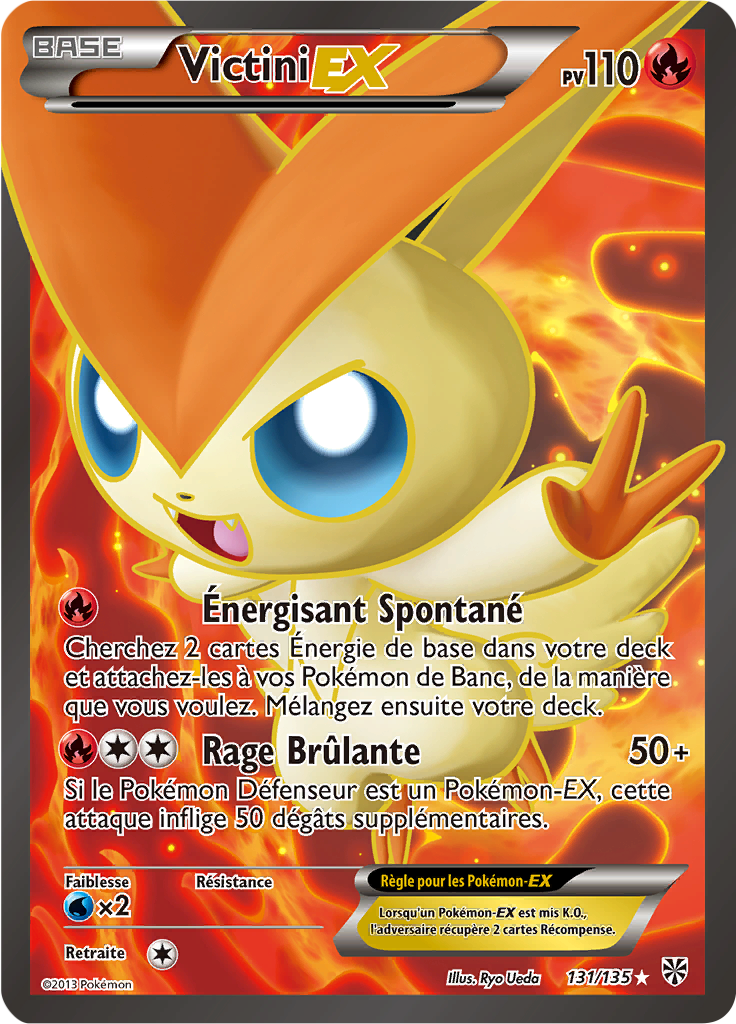 BASE
Victini EX
PV110
Énergisant Spontané
Cherchez 2 cartes Énergie de base dans votre deck
et attachez-les à vos Pokémon de Banc, de la manière
que vous voulez. Mélangez ensuite votre deck.
Rage Brûlante 50+
Si le Pokémon Défenseur est un Pokémon-EX, cette
attaque inflige 50 dégâts supplémentaires.
Faiblesse Résistance
×2
Règle pour les Pokémon-EX
Lorsqu'un Pokémon-EX est mis K.O.,
l'adversaire récupère 2 cartes Récompense.
Retraite
©2013 Pokémon
Illus. Ryo Ueda
131/135